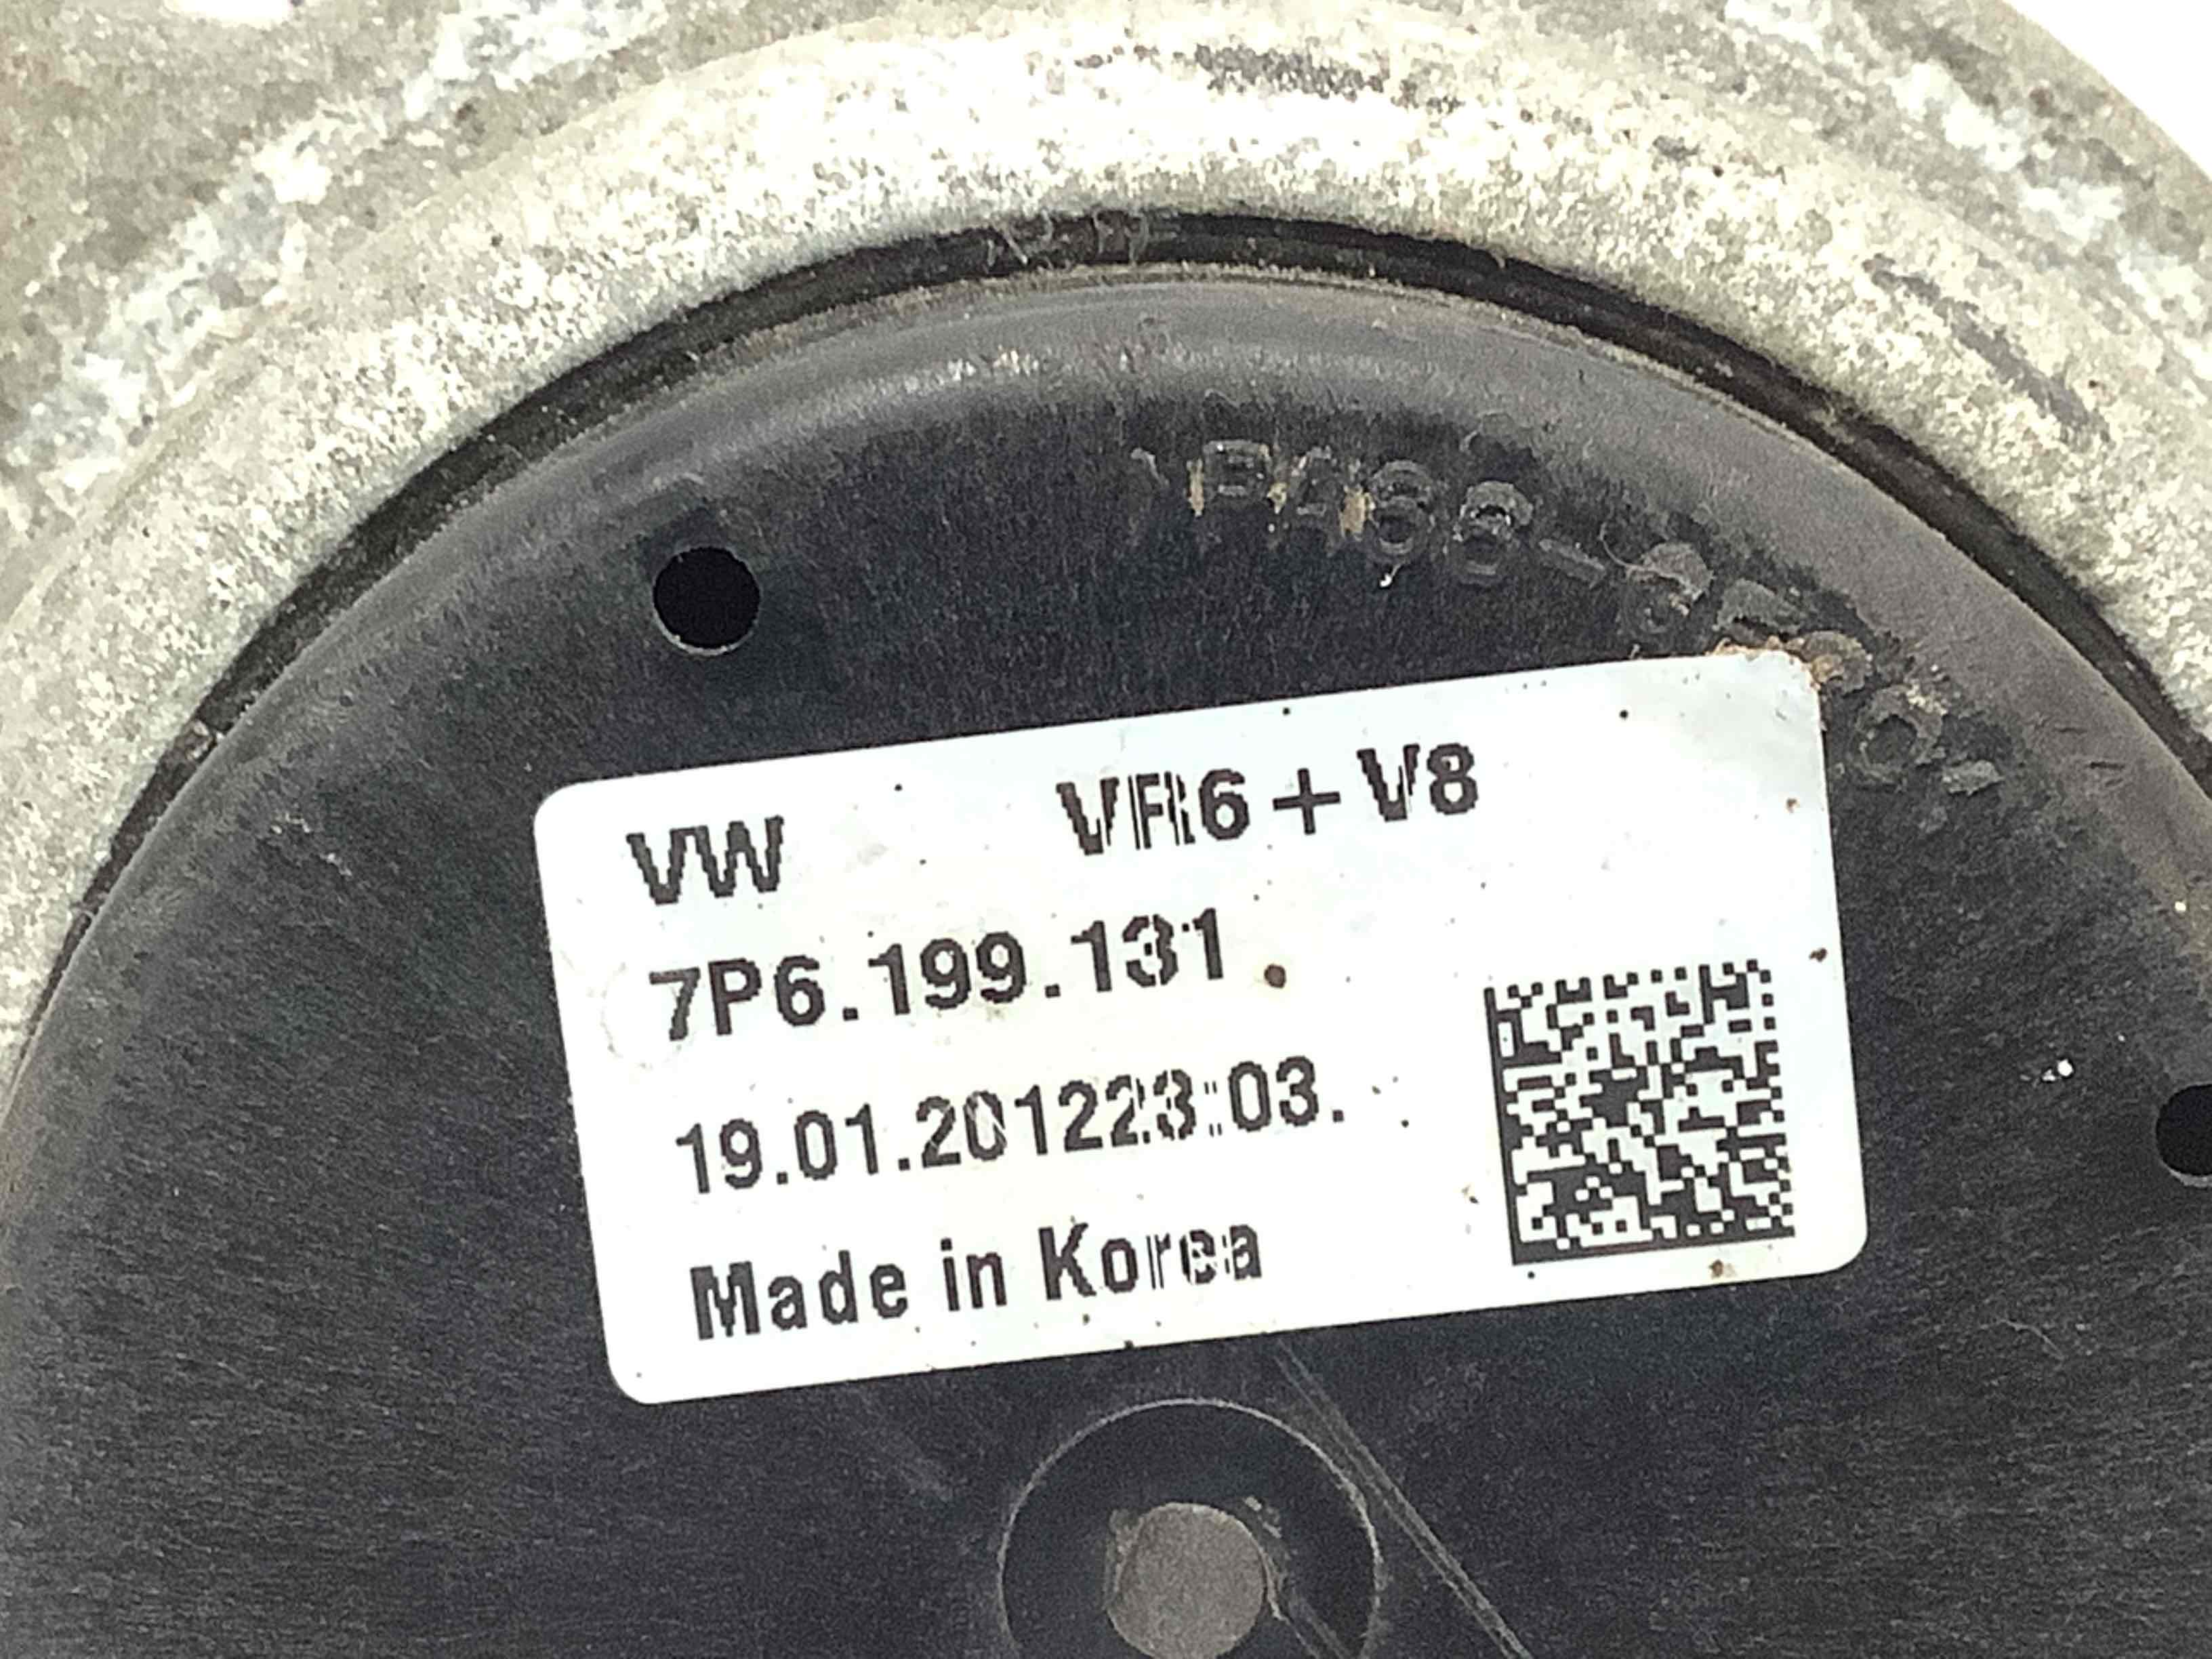 VW VR6 + V8
7P6.199.131
19.01.201223:03.
Made in Korea